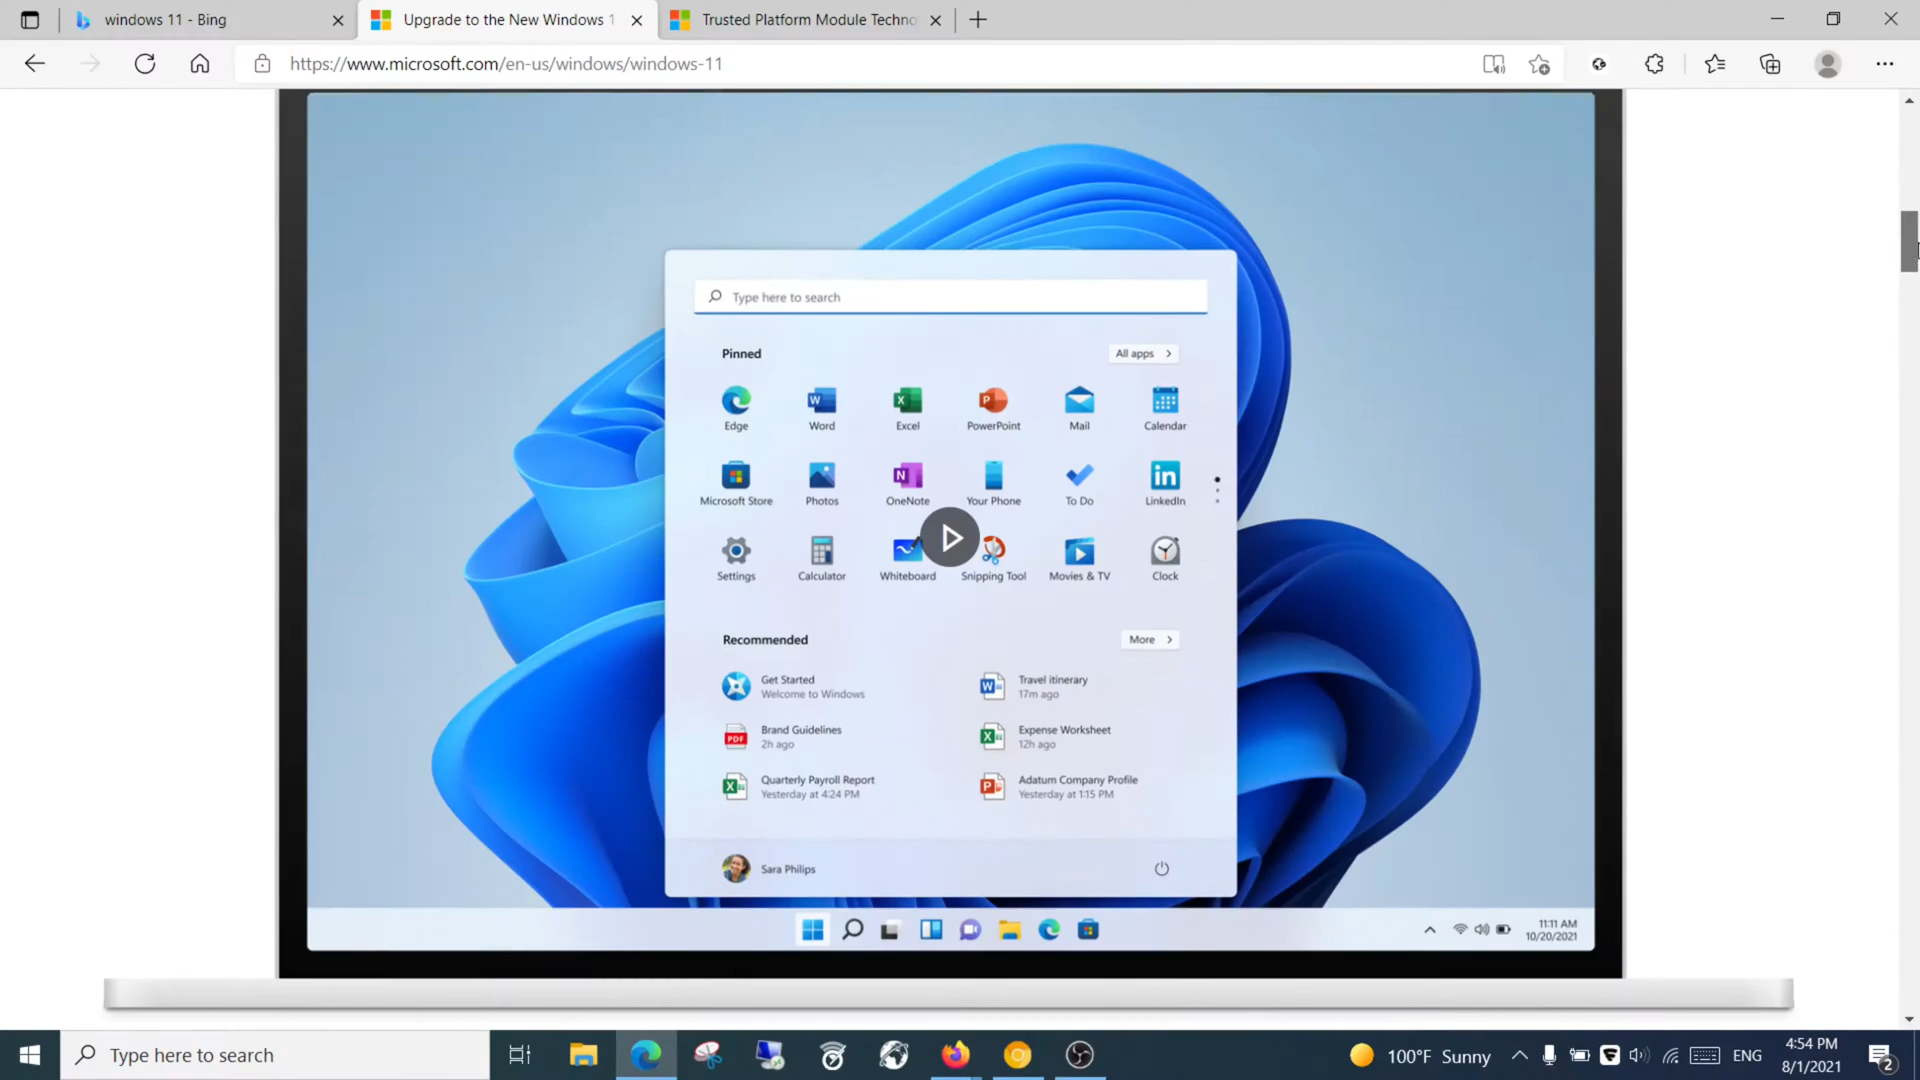 windows 11 - Bing
Upgrade to the New Windows 1
Trusted Platform Module Techno
https://www.microsoft.com/en-us/windows/windows-11
Type here to search
Pinned
All apps
Edge
Word
Excel
PowerPoint
Mail
Calendar
Microsoft Store
Photos
OneNote
Your Phone
To Do
LinkedIn
Settings
Calculator
Whiteboard
Snipping Tool
Movies & TV
Clock
Recommended
More
Get Started
Welcome to Windows
Travel itinerary
17m ago
Brand Guidelines
2h ago
Expense Worksheet
12h ago
Quarterly Payroll Report
Yesterday at 4:24 PM
Adatum Company Profile
Yesterday at 1:15 PM
Sara Philips
11:11 AM
10/20/2021
Type here to search
100°F Sunny
ENG
4:54 PM
8/1/2021
2